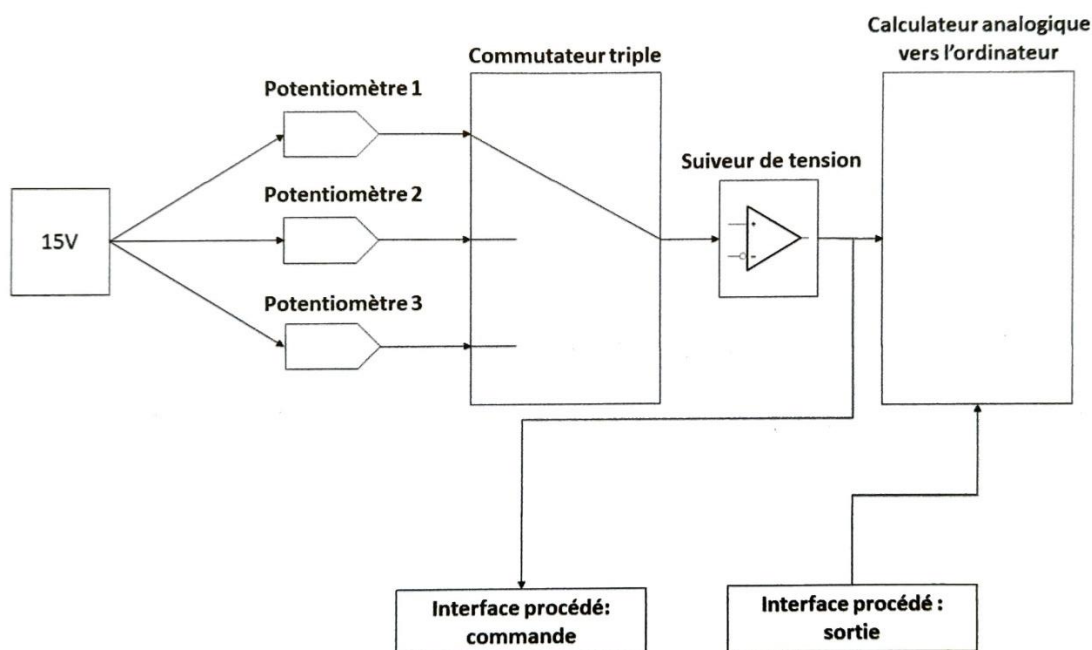 Calculateur analogique
vers l'ordinateur
Commutateur triple
Potentiomètre 1
Suiveur de tension
Potentiomètre 2
15V
Potentiomètre 3
Interface procédé:
commande
Interface procédé :
sortie